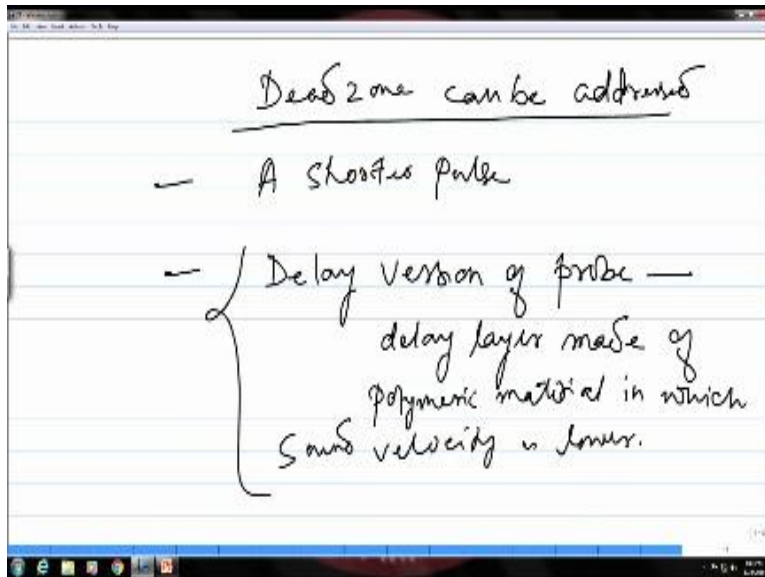 Dead zone can be addressed
— A Shorter Pulse
— Delay Version of probe —
delay layer made of
polymeric material in which
Sound velocity is lower.